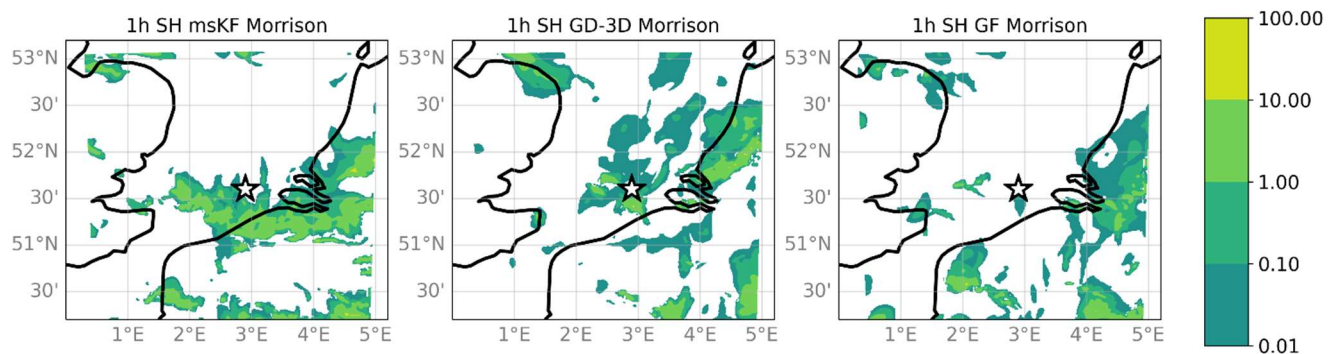 1h SH msKF Morrison
1h SH GD-3D Morrison
1h SH GF Morrison
53°N
30'
52°N
30'
51°N
30'
1°E 2°E 3°E 4°E 5°E
53°N
30'
52°N
30'
51°N
30'
1°E 2°E 3°E 4°E 5°E
53°N
30'
52°N
30'
51°N
30'
1°E 2°E 3°E 4°E 5°E
100.00
10.00
1.00
0.10
0.01